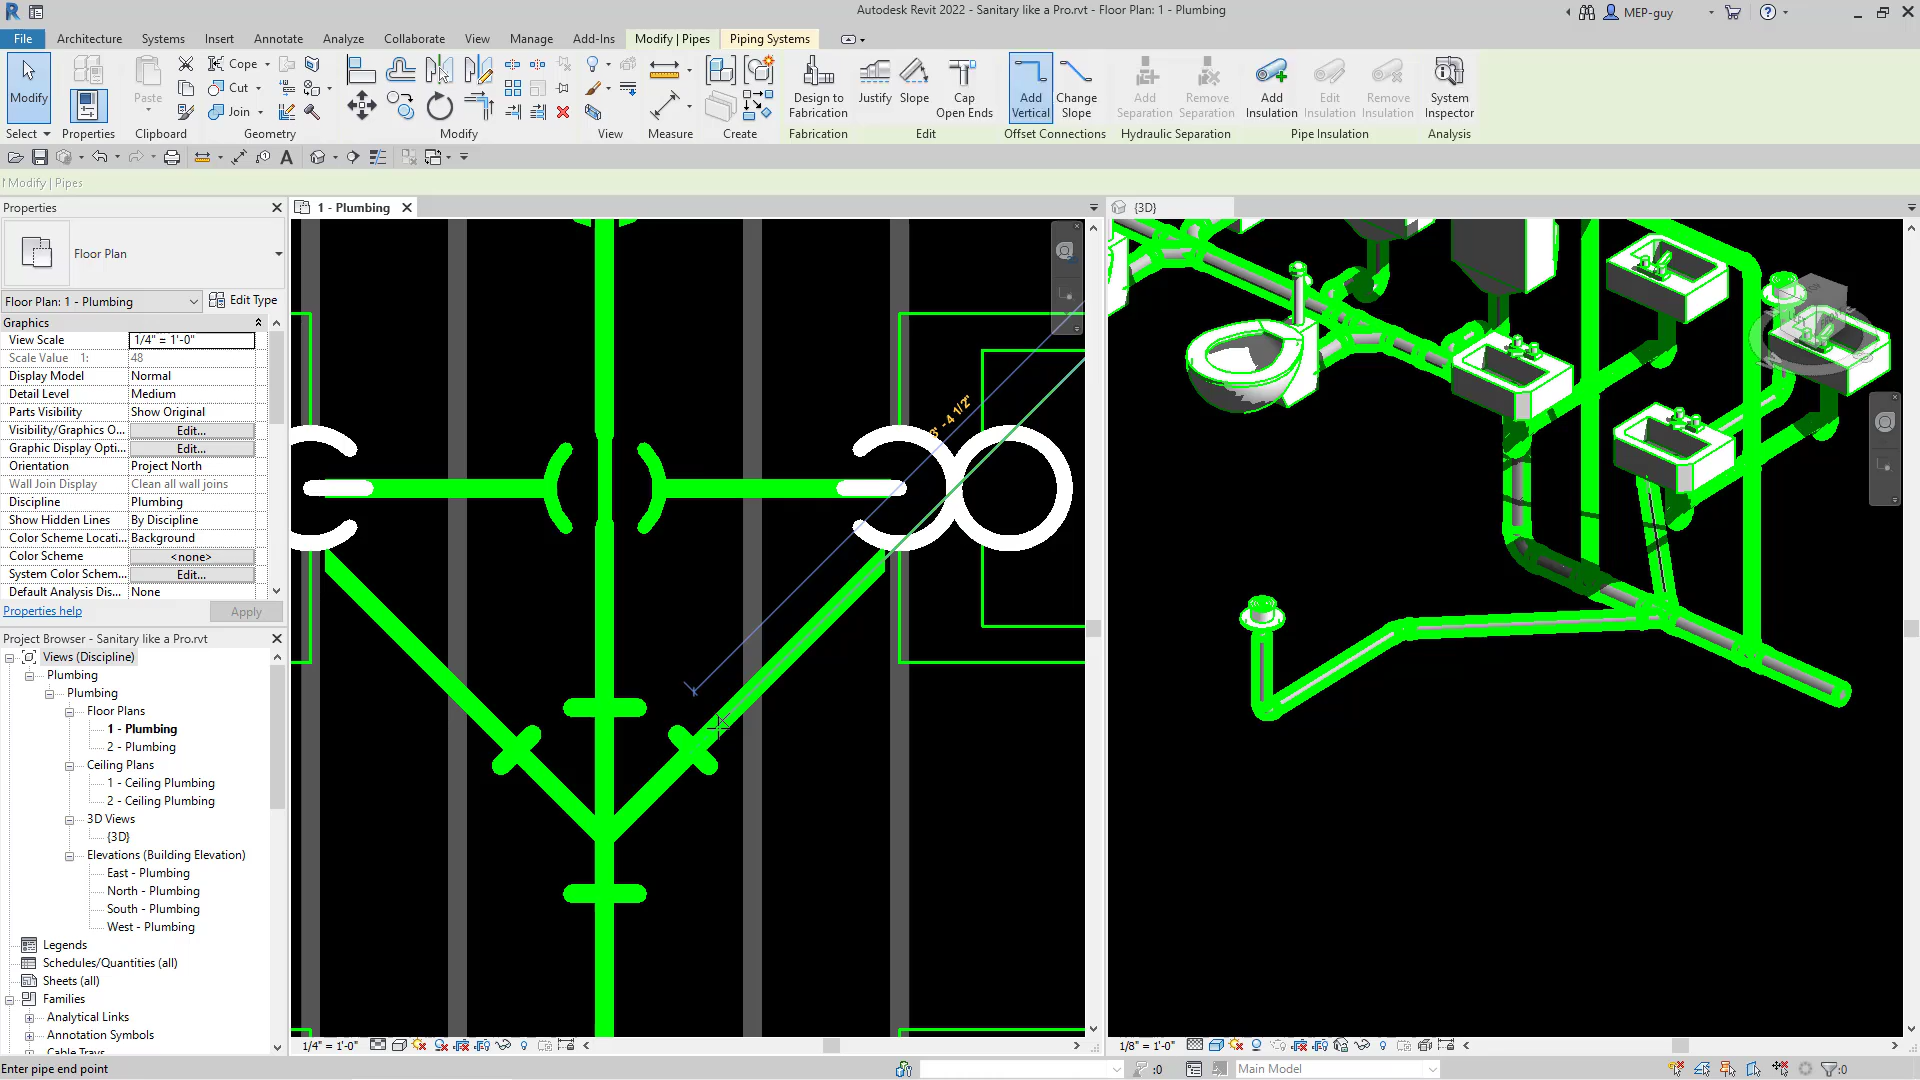 Autodesk Revit 2022 - Sanitary like a Pro.rvt - Floor Plan: 1 - Plumbing
MEP-guy
File Architecture Systems Insert Annotate Analyze Collaborate View Manage Add-Ins Modify | Pipes Piping Systems
Modify
Select
Properties
Paste
Clipboard
Cope
Cut
Join
Geometry
Modify
View
Measure
Create
Design to Fabrication
Fabrication
Justify
Slope
Cap Open Ends
Edit
Add Vertical
Change Slope
Offset Connections
Add Separation
Remove Separation
Hydraulic Separation
Add Insulation
Edit Insulation
Remove Insulation
Pipe Insulation
System Inspector
Analysis
Modify | Pipes
Properties
Floor Plan
Floor Plan: 1 - Plumbing
Edit Type
Graphics
View Scale 1/4" = 1'-0"
Scale Value 1: 48
Display Model Normal
Detail Level Medium
Parts Visibility Show Original
Visibility/Graphics O... Edit...
Graphic Display Opti... Edit...
Orientation Project North
Wall Join Display Clean all wall joins
Discipline Plumbing
Show Hidden Lines By Discipline
Color Scheme Locati... Background
Color Scheme <none>
System Color Schem... Edit...
Default Analysis Dis... None
Properties help Apply
Project Browser - Sanitary like a Pro.rvt
Views (Discipline)
Plumbing
Plumbing
Floor Plans
1 - Plumbing
2 - Plumbing
Ceiling Plans
1 - Ceiling Plumbing
2 - Ceiling Plumbing
3D Views
{3D}
Elevations (Building Elevation)
East - Plumbing
North - Plumbing
South - Plumbing
West - Plumbing
Legends
Schedules/Quantities (all)
Sheets (all)
Families
Analytical Links
Annotation Symbols
Cable Trays
1 - Plumbing
3' - 4 1/2"
1/4" = 1'-0"
{3D}
1/8" = 1'-0"
Enter pipe end point
:0
Main Model
:0